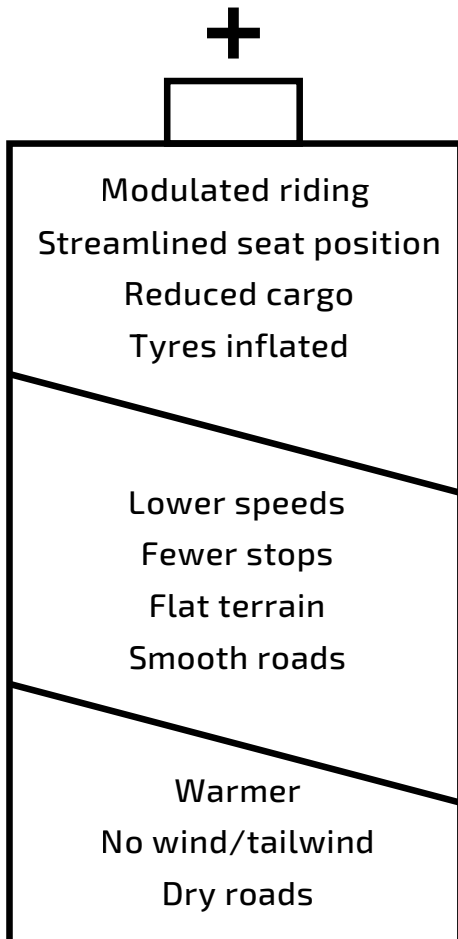 +
Modulated riding
Streamlined seat position
Reduced cargo
Tyres inflated
Lower speeds
Fewer stops
Flat terrain
Smooth roads
Warmer
No wind/tailwind
Dry roads